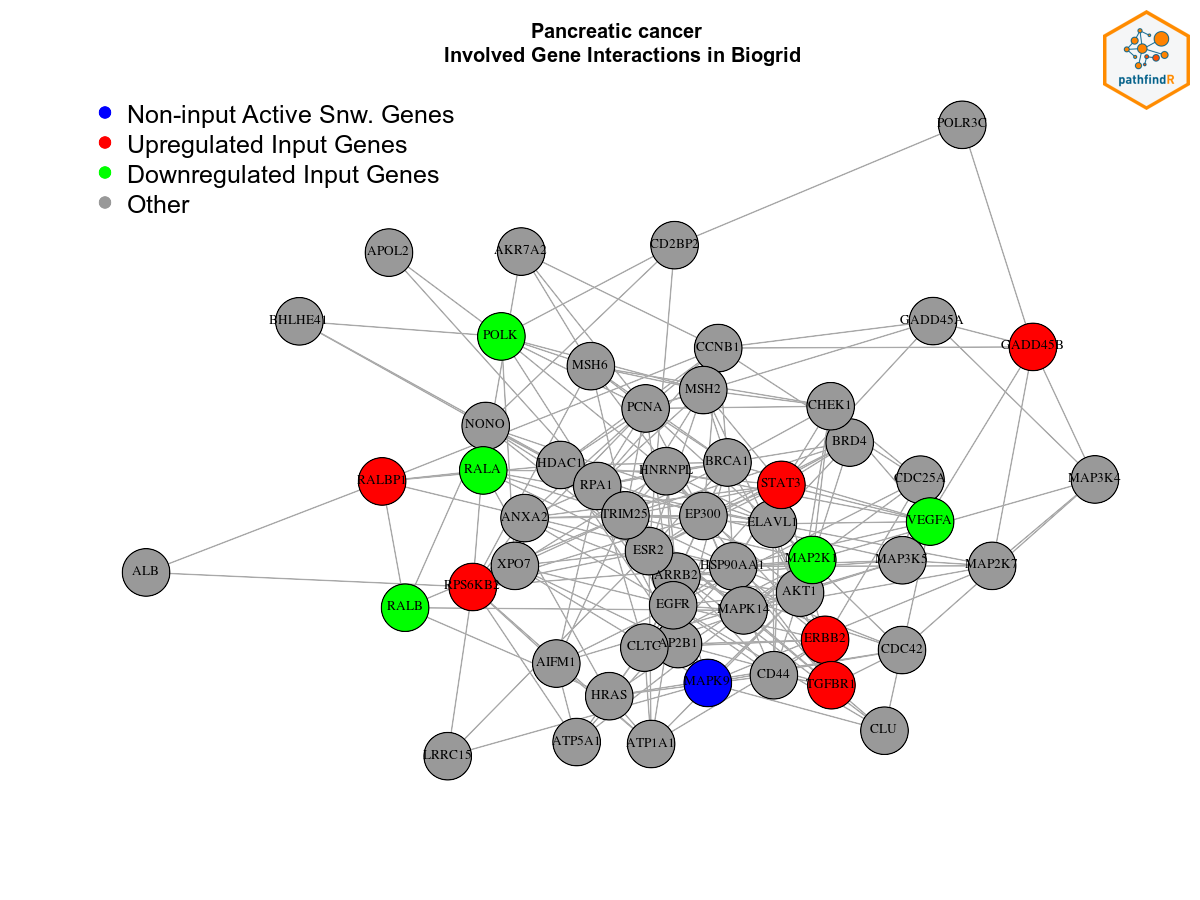 Pancreatic cancer
Involved Gene Interactions in Biogrid
pathfindR
Non-input Active Snw. Genes
Upregulated Input Genes
Downregulated Input Genes
Other
POLR3C
APOL2
AKR7A2
CD2BP2
BHLHE41
POLK
GADD45A
GADD45B
CCNB1
MSH6
MSH2
PCNA
CHEK1
NONO
BRD4
RALBP1
RALA
HDAC1
HNRNPL
BRCA1
RPA1
STAT3
CDC25A
MAP3K4
ANXA2
TRIM25
EP300
ELAVL1
VEGFA
ALB
XPO7
ESR2
ARRB2
HSP90AA1
MAP2K1
MAP3K5
MAP2K7
RPS6KB2
RALB
EGFR
MAPK14
AKT1
AIFM1
CLTC
AP2B1
ERBB2
CDC42
HRAS
MAPK9
CD44
TGFBR1
LRRC15
ATP5A1
ATP1A1
CLU